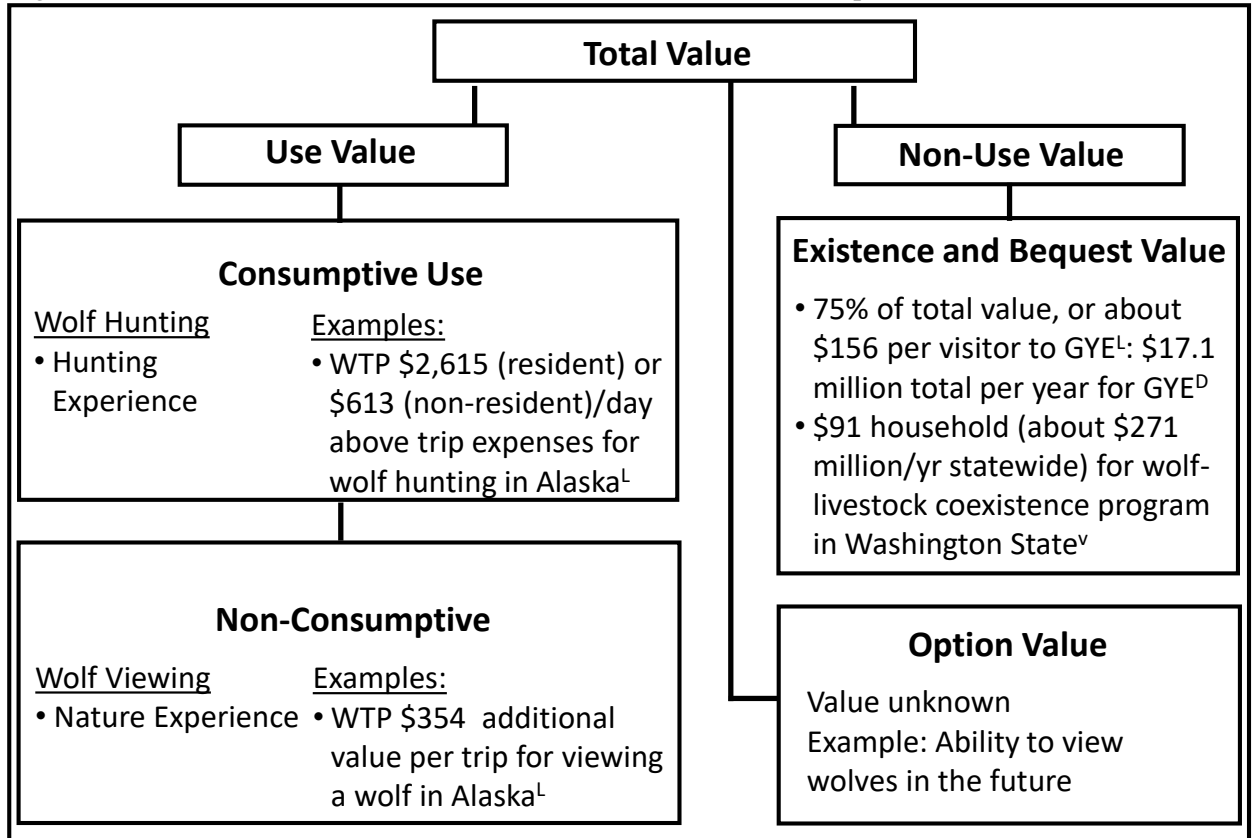 Total Value
Use Value
Non-Use Value
Consumptive Use
Wolf Hunting
• Hunting
Experience
Examples:
• WTP $2,615 (resident) or
$613 (non-resident)/day
above trip expenses for
wolf hunting in Alaskaᴸ
Non-Consumptive
Wolf Viewing
• Nature Experience
Examples:
• WTP $354 additional
value per trip for viewing
a wolf in Alaskaᴸ
Existence and Bequest Value
• 75% of total value, or about
$156 per visitor to GYEᴸ: $17.1
million total per year for GYEᴰ
• $91 household (about $271
million/yr statewide) for wolf-
livestock coexistence program
in Washington Stateᵛ
Option Value
Value unknown
Example: Ability to view
wolves in the future